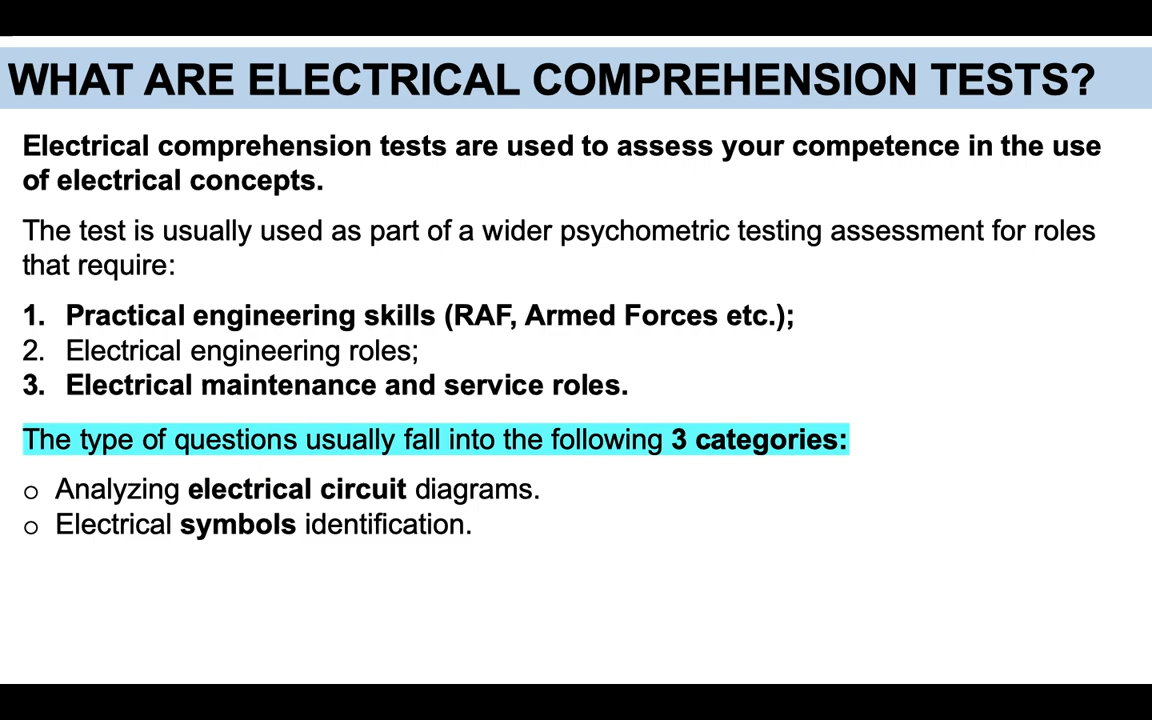 WHAT ARE ELECTRICAL COMPREHENSION TESTS?
Electrical comprehension tests are used to assess your competence in the use
of electrical concepts.
The test is usually used as part of a wider psychometric testing assessment for roles
that require:
1. Practical engineering skills (RAF, Armed Forces etc.);
2. Electrical engineering roles;
3. Electrical maintenance and service roles.
The type of questions usually fall into the following 3 categories:
o Analyzing electrical circuit diagrams.
o Electrical symbols identification.